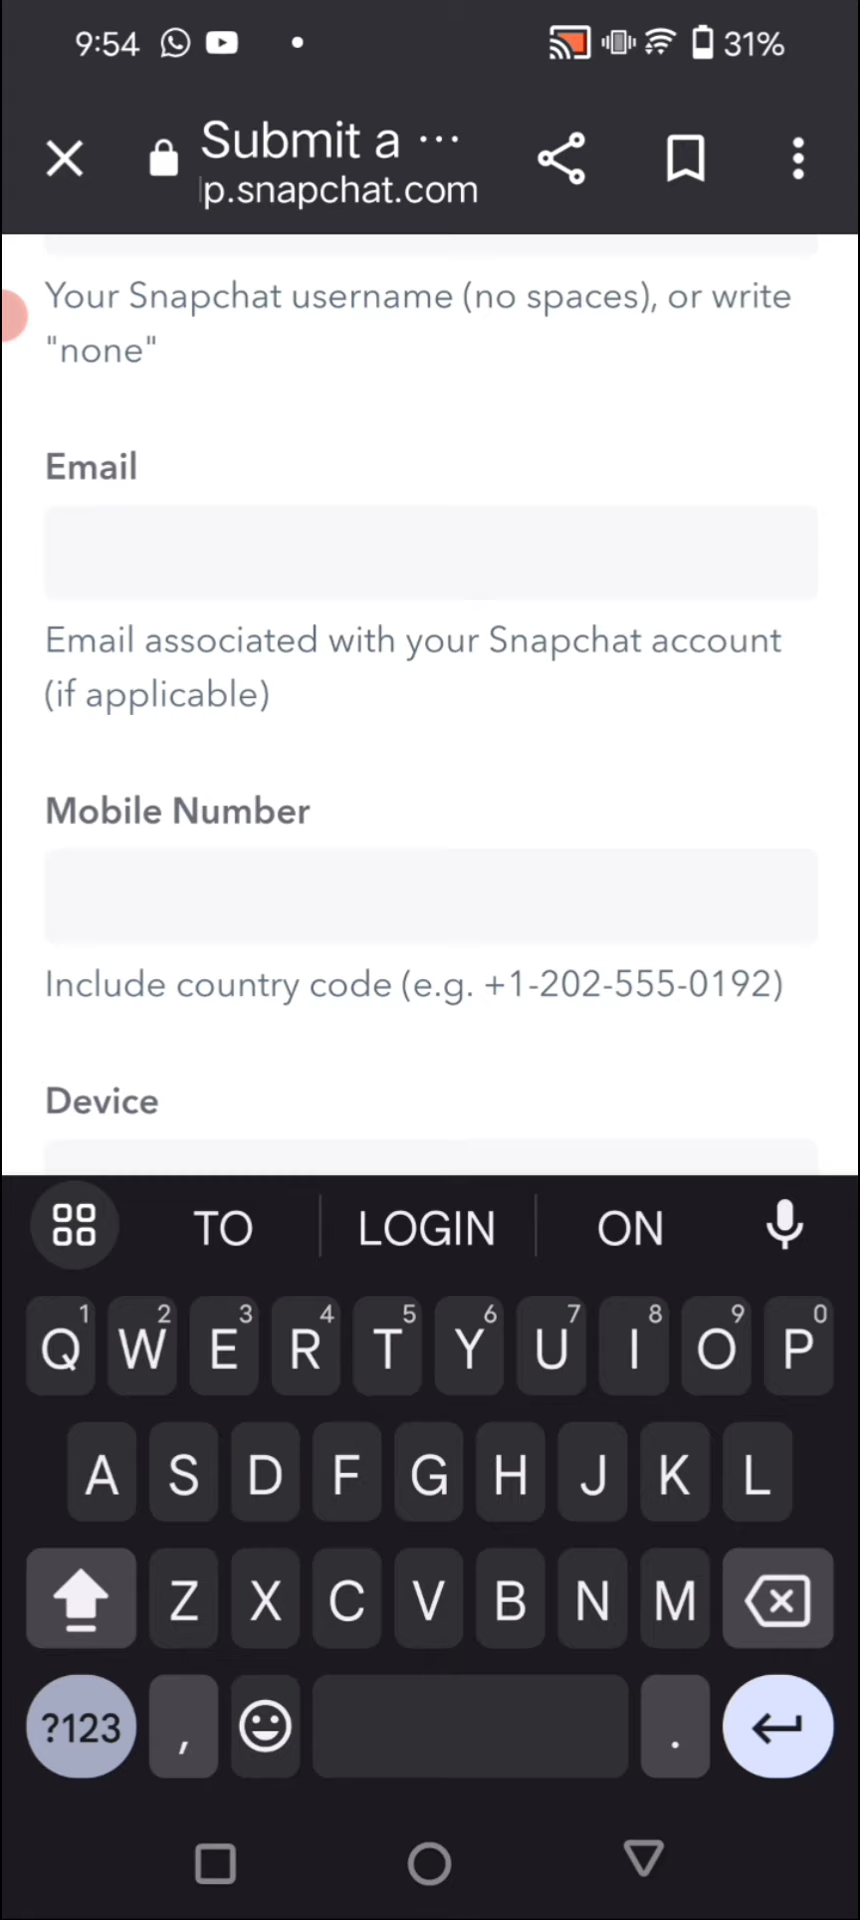 9:54 31%
Submit a ...
p.snapchat.com
Your Snapchat username (no spaces), or write
"none"
Email
Email associated with your Snapchat account
(if applicable)
Mobile Number
Include country code (e.g. +1-202-555-0192)
Device
TO LOGIN ON
1 2 3 4 5 6 7 8 9 0
Q W E R T Y U I O P
A S D F G H J K L
Z X C V B N M
?123 , .